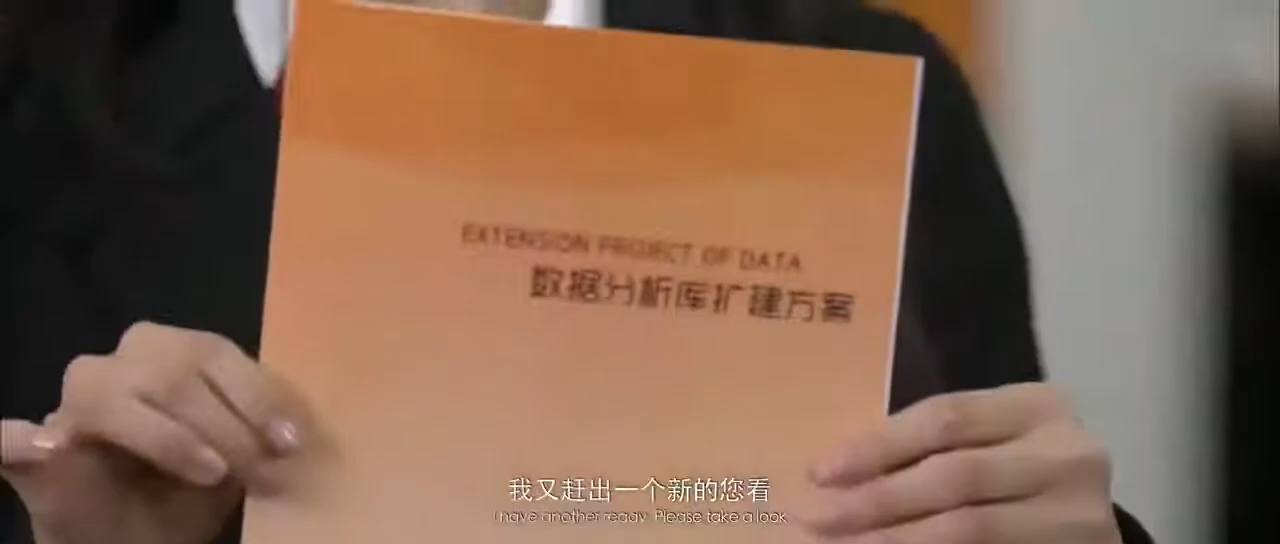 EXTENSION PROJECT OF DATA
数据分析库扩建方案
我又赶出一个新的您看
I have another ready. Please take a look